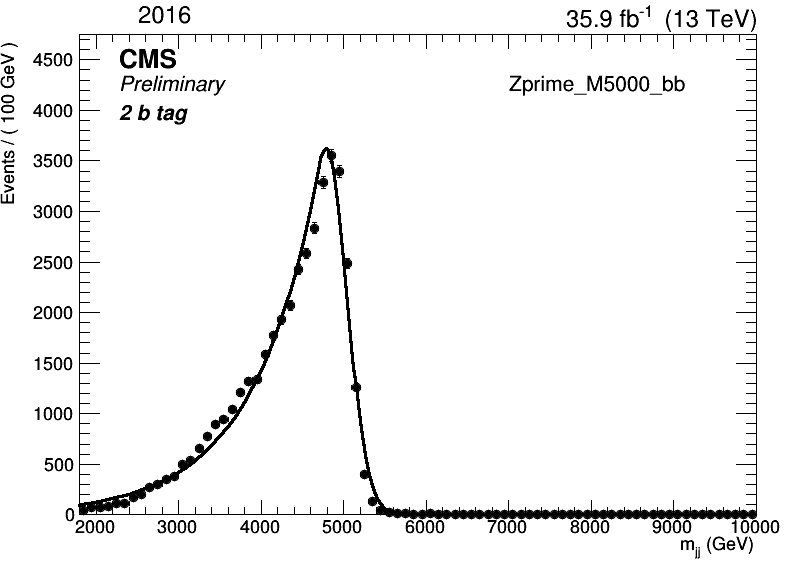 2016
35.9 fb⁻¹ (13 TeV)
CMS
Preliminary
2 b tag
Zprime_M5000_bb
Events / ( 100 GeV )
4500
4000
3500
3000
2500
2000
1500
1000
500
0
2000 3000 4000 5000 6000 7000 8000 9000 10000
m_jj (GeV)